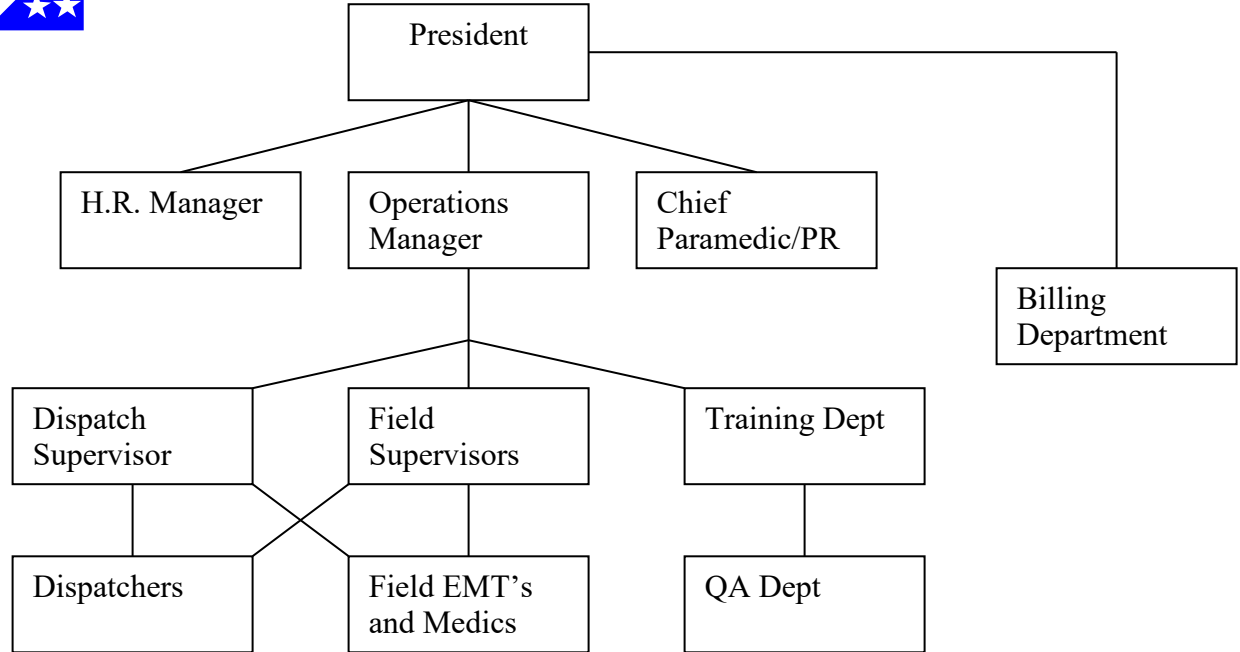 President
H.R. Manager
Operations
Manager
Chief
Paramedic/PR
Billing
Department
Dispatch
Supervisor
Field
Supervisors
Training Dept
Dispatchers
Field EMT’s
and Medics
QA Dept